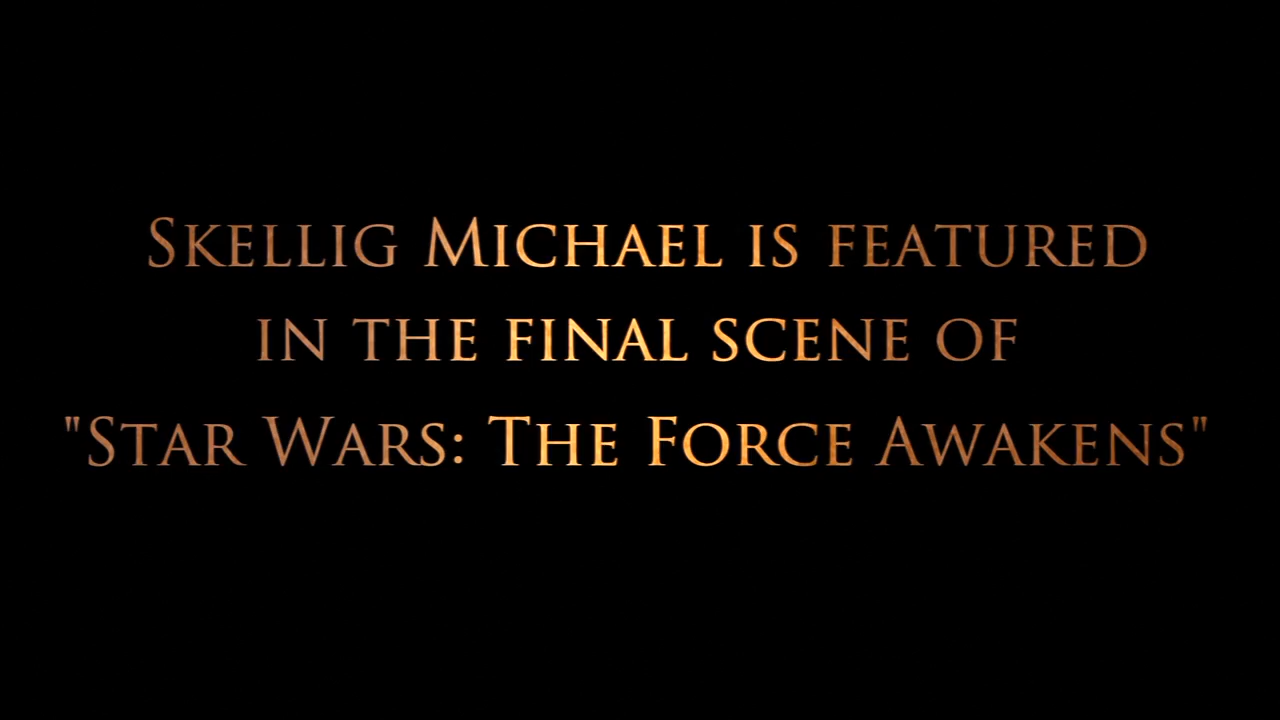 Skellig Michael is featured
in the final scene of
"Star Wars: The Force Awakens"